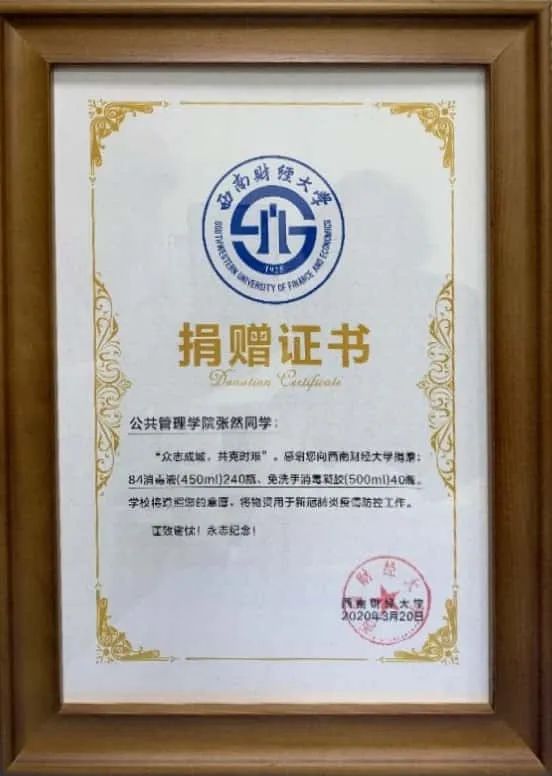 西南财经大学
SOUTHWESTERN UNIVERSITY OF FINANCE AND ECONOMICS
1925
捐赠证书
Donation Certificate
公共管理学院张然同学：
“众志成城，共克时难”。感谢您向西南财经大学捐赠：
84消毒液(450ml)240瓶、免洗手消毒凝胶(500ml)40瓶。
学校将遵照您的意愿，将物资用于新冠肺炎疫情防控工作。
谨致谢忱！永志纪念！
西南财经大学
2020年3月20日